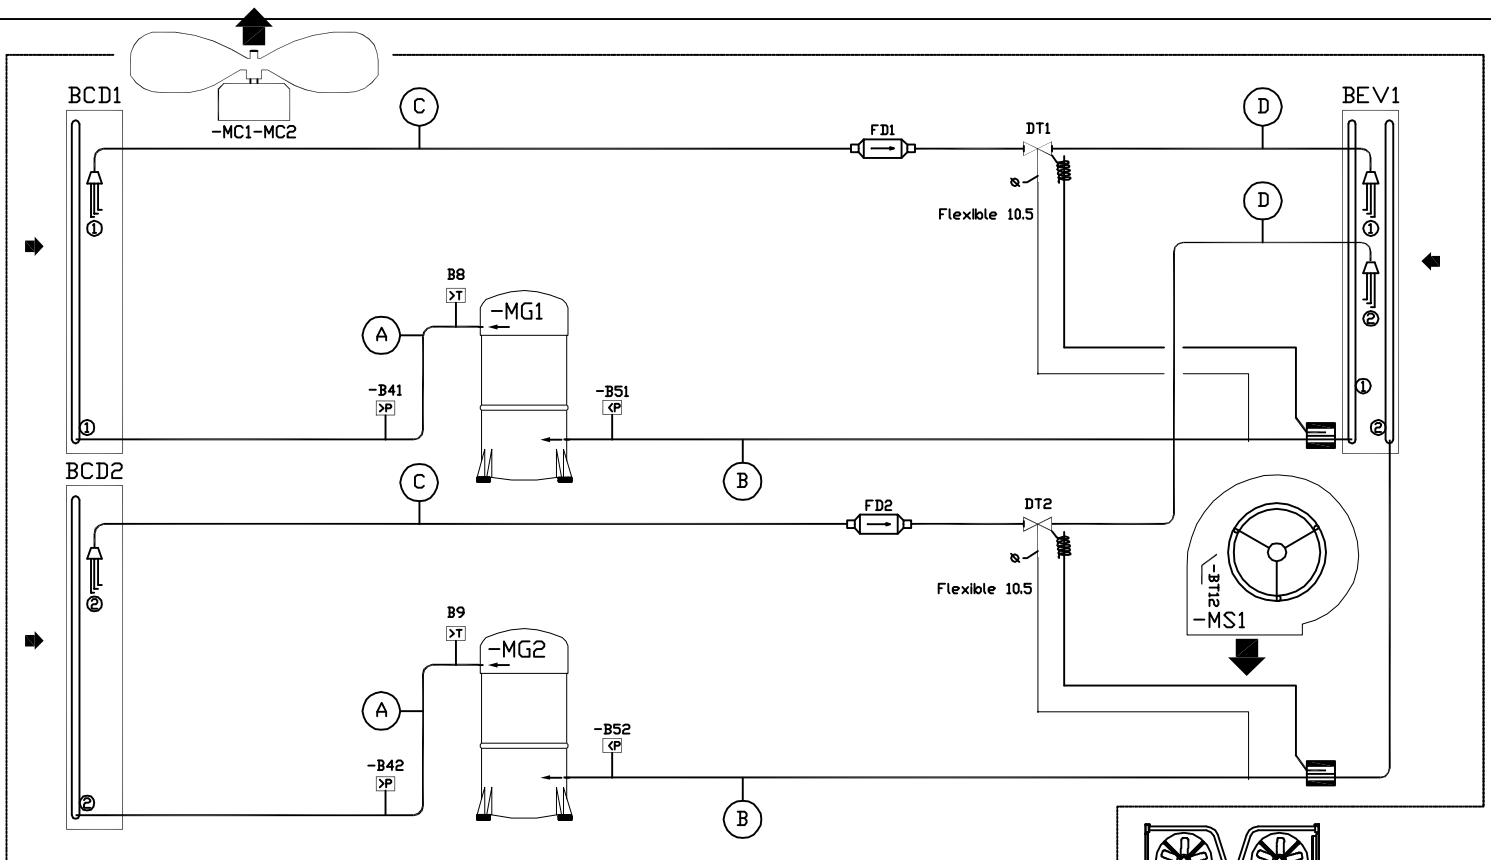 BCD1
-MC1-MC2
C
FD1
DT1
D
BEV1
Ø
Flexible 10.5
D
1
1
2
B8
>T
-MG1
A
-B41
>P
-B51
<P
1
1
2
B
BCD2
C
FD2
DT2
Ø
Flexible 10.5
-BT12
-MS1
2
B9
>T
-MG2
A
-B42
>P
-B52
<P
2
B